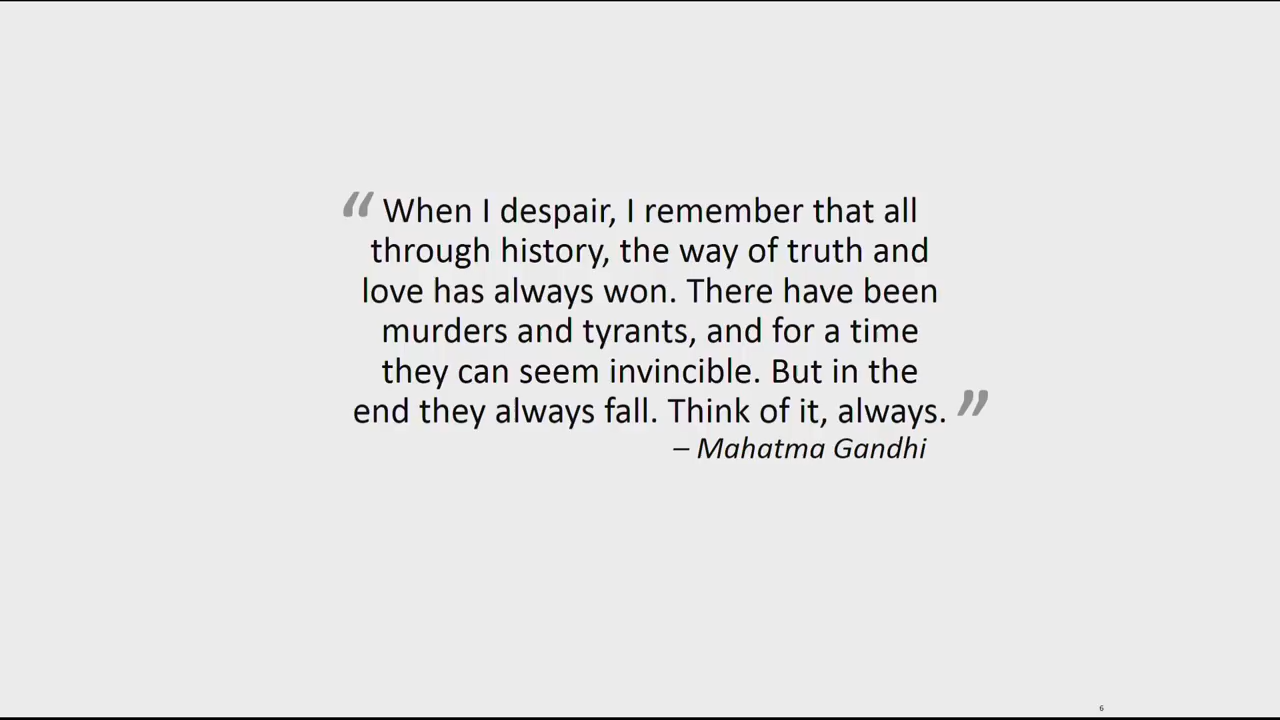 “ When I despair, I remember that all
through history, the way of truth and
love has always won. There have been
murders and tyrants, and for a time
they can seem invincible. But in the
end they always fall. Think of it, always. ”
– Mahatma Gandhi
6